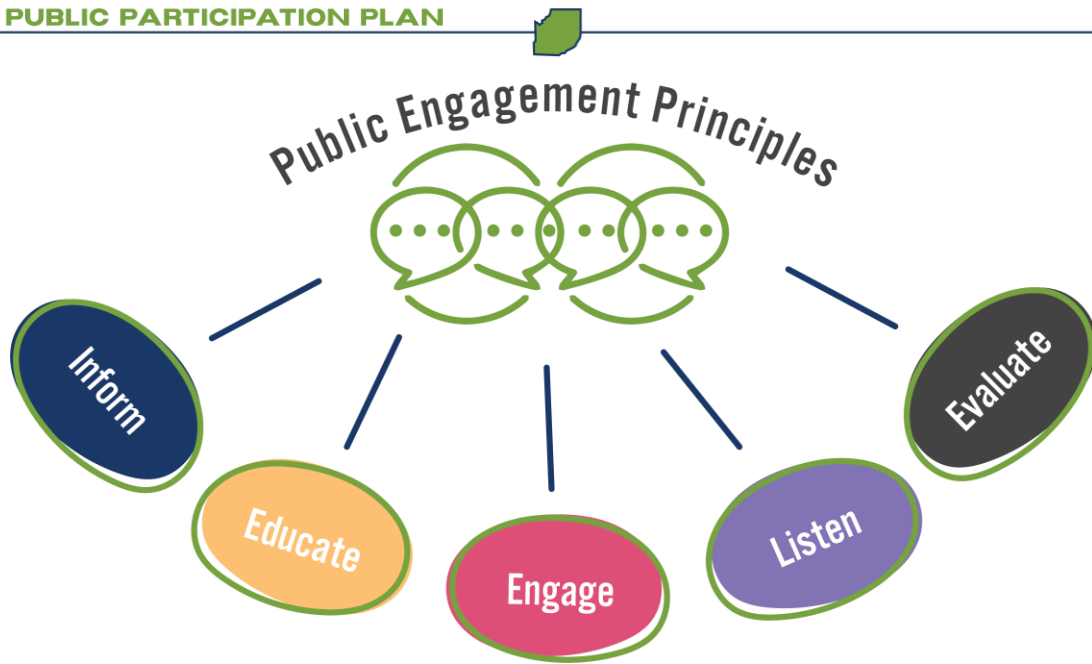 PUBLIC PARTICIPATION PLAN
Public Engagement Principles
Inform
Educate
Engage
Listen
Evaluate